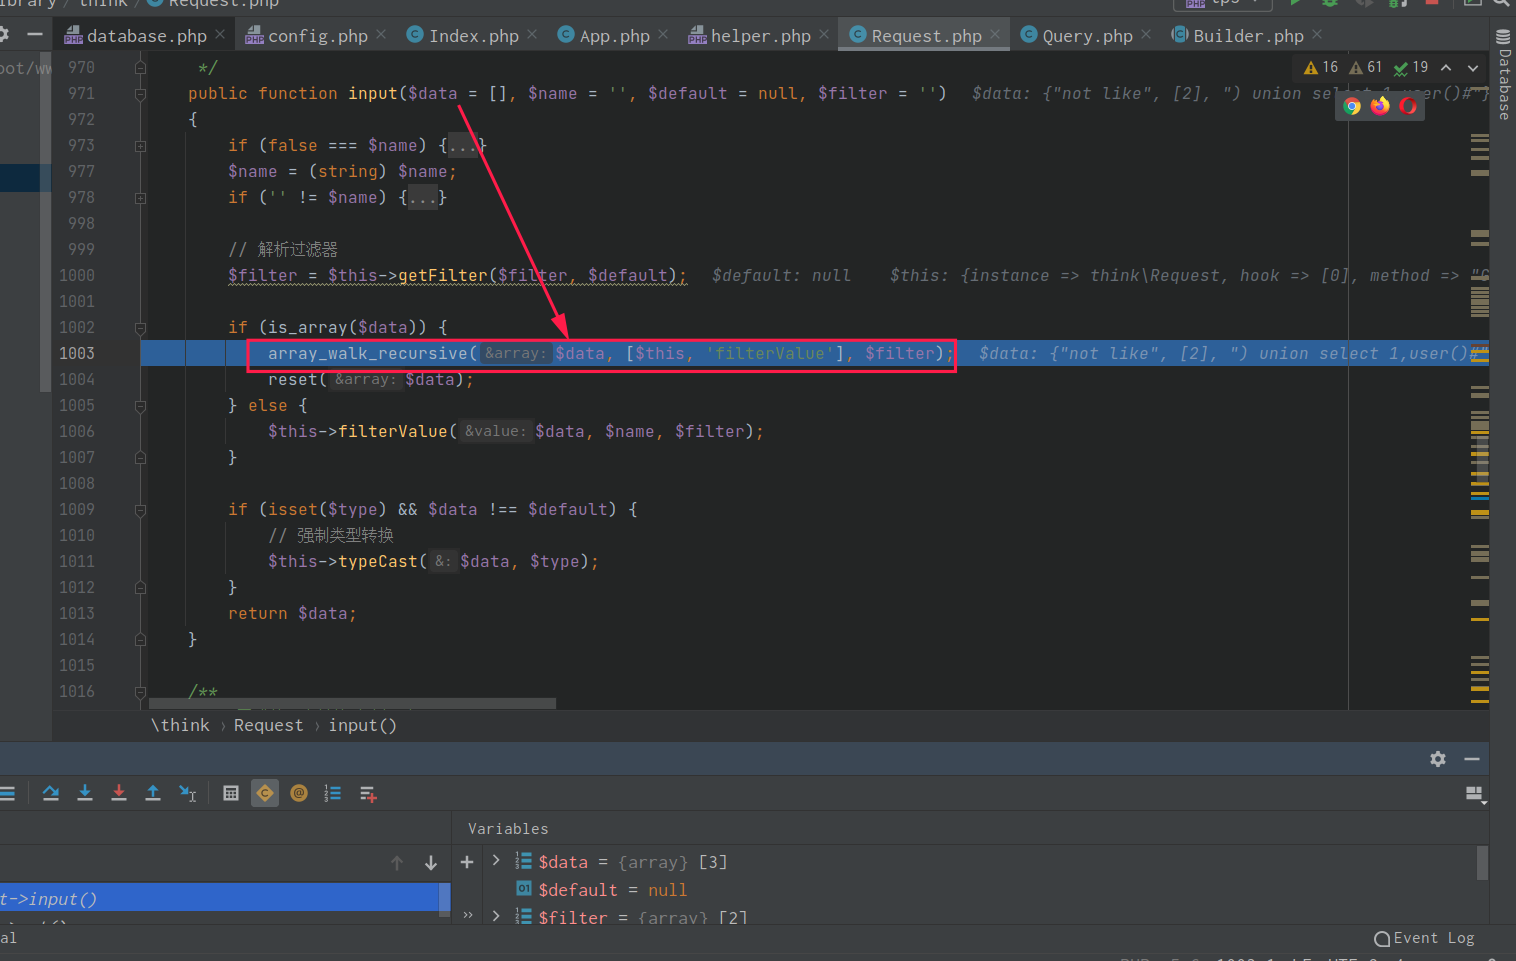 library / think / Request.php
database.php config.php Index.php App.php helper.php Request.php Query.php Builder.php
970 */ 16 61 19
971 public function input($data = [], $name = '', $default = null, $filter = '') $data: {"not like", [2], ") union select 1,user()#"}
972 {
973 if (false === $name) {...}
977 $name = (string) $name;
978 if ('' != $name) {...}
998
999 // 解析过滤器
1000 $filter = $this->getFilter($filter, $default); $default: null $this: {instance => think\Request, hook => [0], method => "G
1001
1002 if (is_array($data)) {
1003 array_walk_recursive( &array: $data, [$this, 'filterValue'], $filter); $data: {"not like", [2], ") union select 1,user()#"
1004 reset( &array: $data);
1005 } else {
1006 $this->filterValue( &value: $data, $name, $filter);
1007 }
1008
1009 if (isset($type) && $data !== $default) {
1010 // 强制类型转换
1011 $this->typeCast( &: $data, $type);
1012 }
1013 return $data;
1014 }
1015
1016 /**
Database
\think › Request › input()
Variables
$data = {array} [3]
$default = null
$filter = {array} [2]
t->input()
al
Event Log